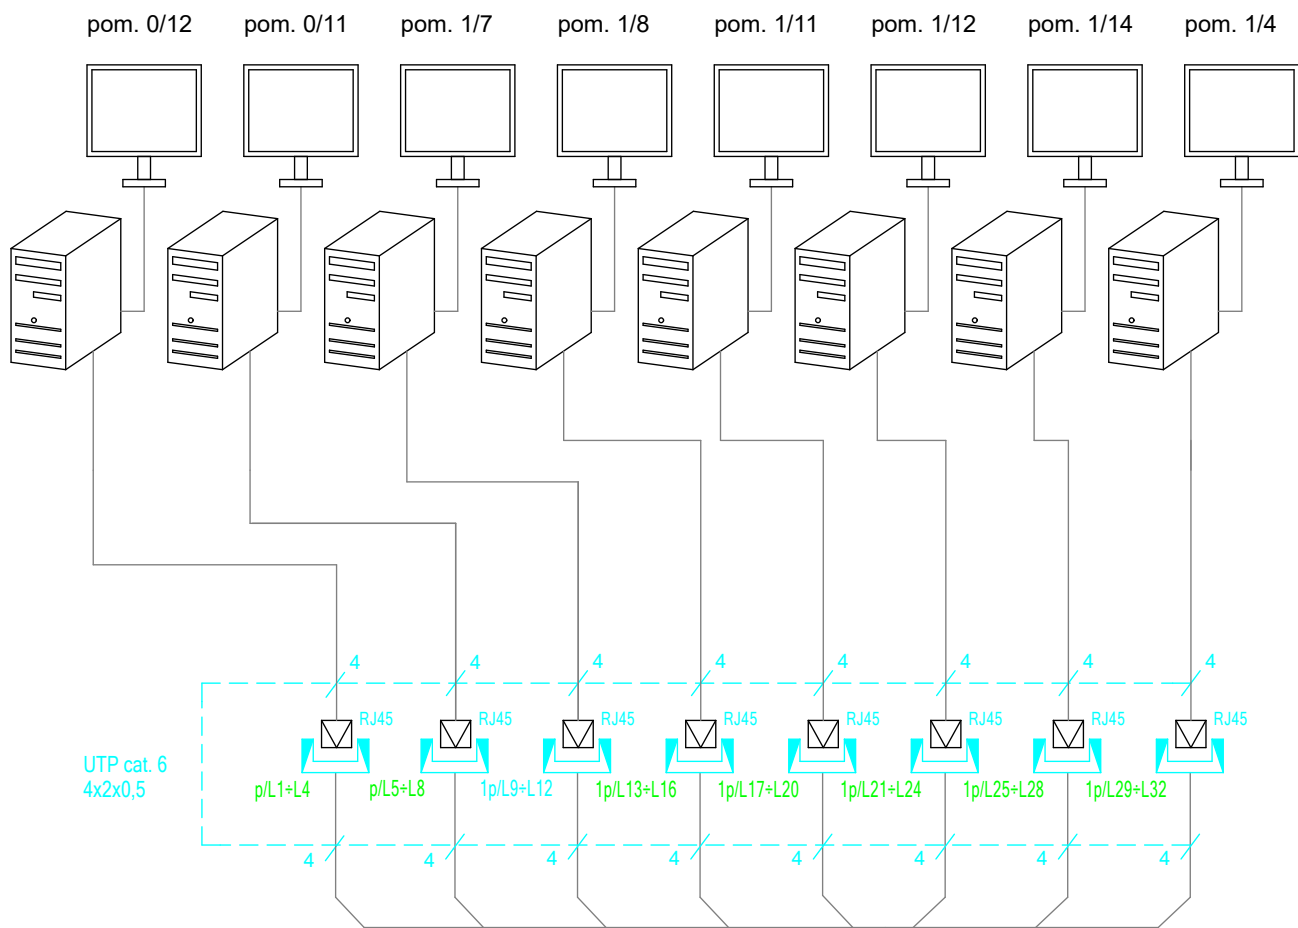 pom. 0/12 pom. 0/11 pom. 1/7 pom. 1/8 pom. 1/11 pom. 1/12 pom. 1/14 pom. 1/4
4 4 4 4 4 4 4 4
RJ45 RJ45 RJ45 RJ45 RJ45 RJ45 RJ45 RJ45
UTP cat. 6
4x2x0,5
p/L1÷L4 p/L5÷L8 1p/L9÷L12 1p/L13÷L16 1p/L17÷L20 1p/L21÷L24 1p/L25÷L28 1p/L29÷L32
4 4 4 4 4 4 4 4